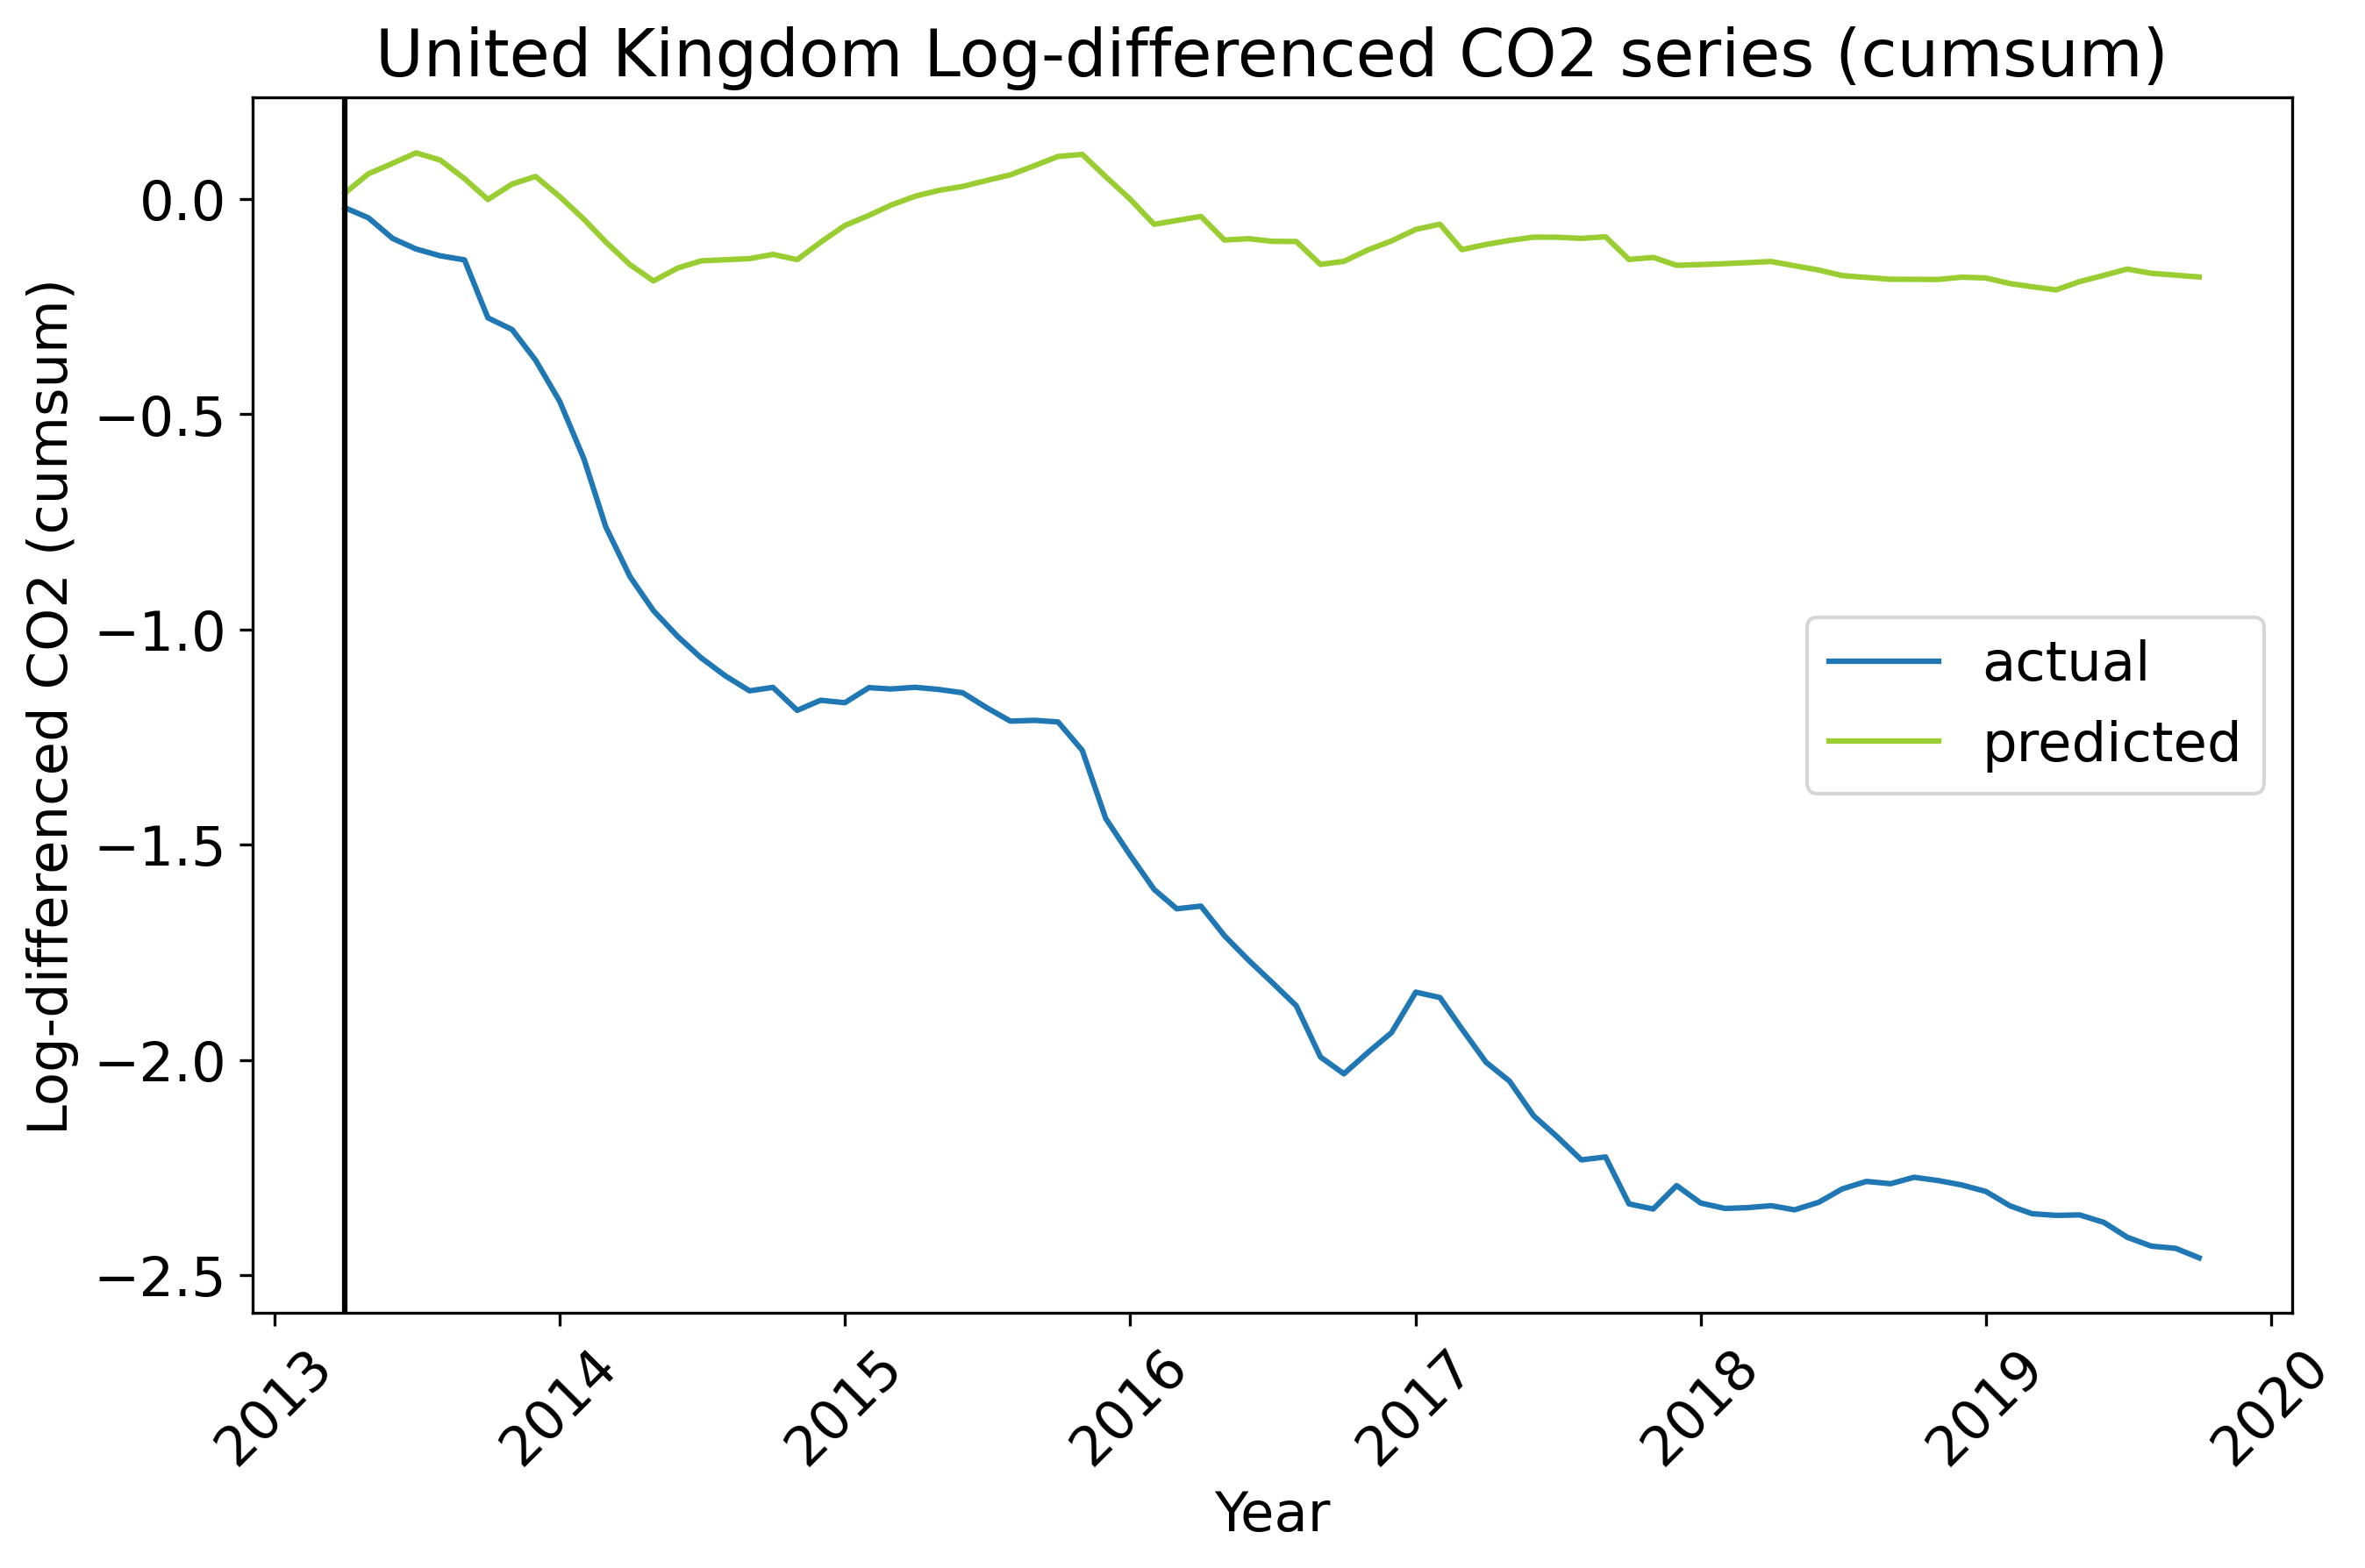 United Kingdom Log-differenced CO2 series (cumsum)
Log-differenced CO2 (cumsum)
0.0
−0.5
−1.0
−1.5
−2.0
−2.5
actual
predicted
2013
2014
2015
2016
2017
2018
2019
2020
Year